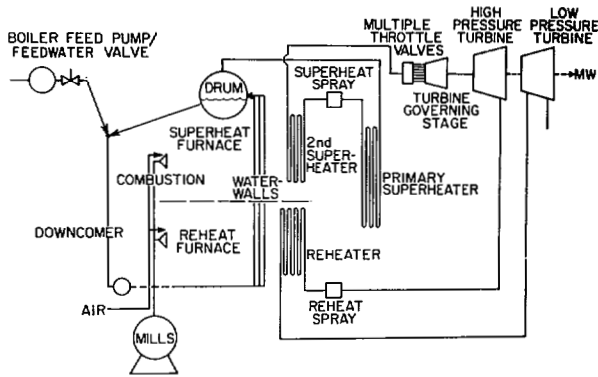 MULTIPLE
THROTTLE
VALVES
HIGH
PRESSURE
TURBINE
LOW
PRESSURE
TURBINE
BOILER FEED PUMP/
FEEDWATER VALVE
DRUM
SUPERHEAT
SPRAY
MW
TURBINE
GOVERNING
STAGE
SUPERHEAT
FURNACE
2nd
SUPER-
HEATER
COMBUSTION
WATER-
WALLS
PRIMARY
SUPERHEATER
DOWNCOMER
REHEAT
FURNACE
REHEATER
AIR
REHEAT
SPRAY
MILLS